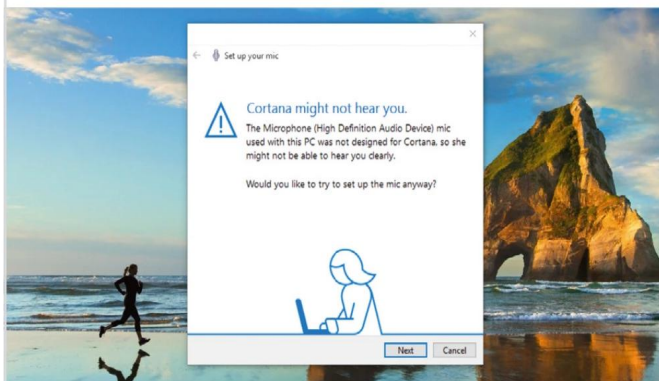 Set up your mic
Cortana might not hear you.
The Microphone (High Definition Audio Device) mic
used with this PC was not designed for Cortana, so she
might not be able to hear you clearly.
Would you like to try to set up the mic anyway?
Next Cancel